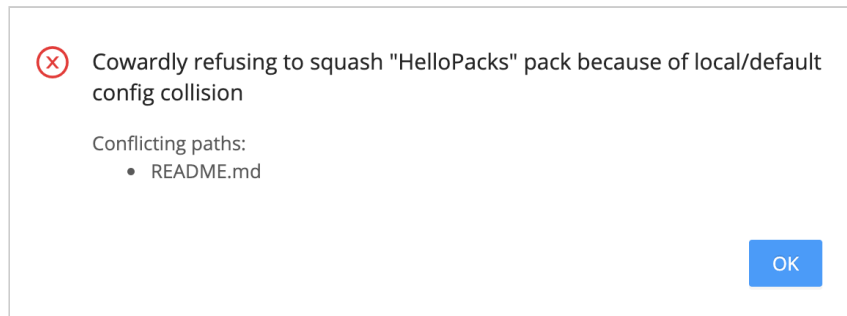 Cowardly refusing to squash "HelloPacks" pack because of local/default
config collision
Conflicting paths:
• README.md
OK